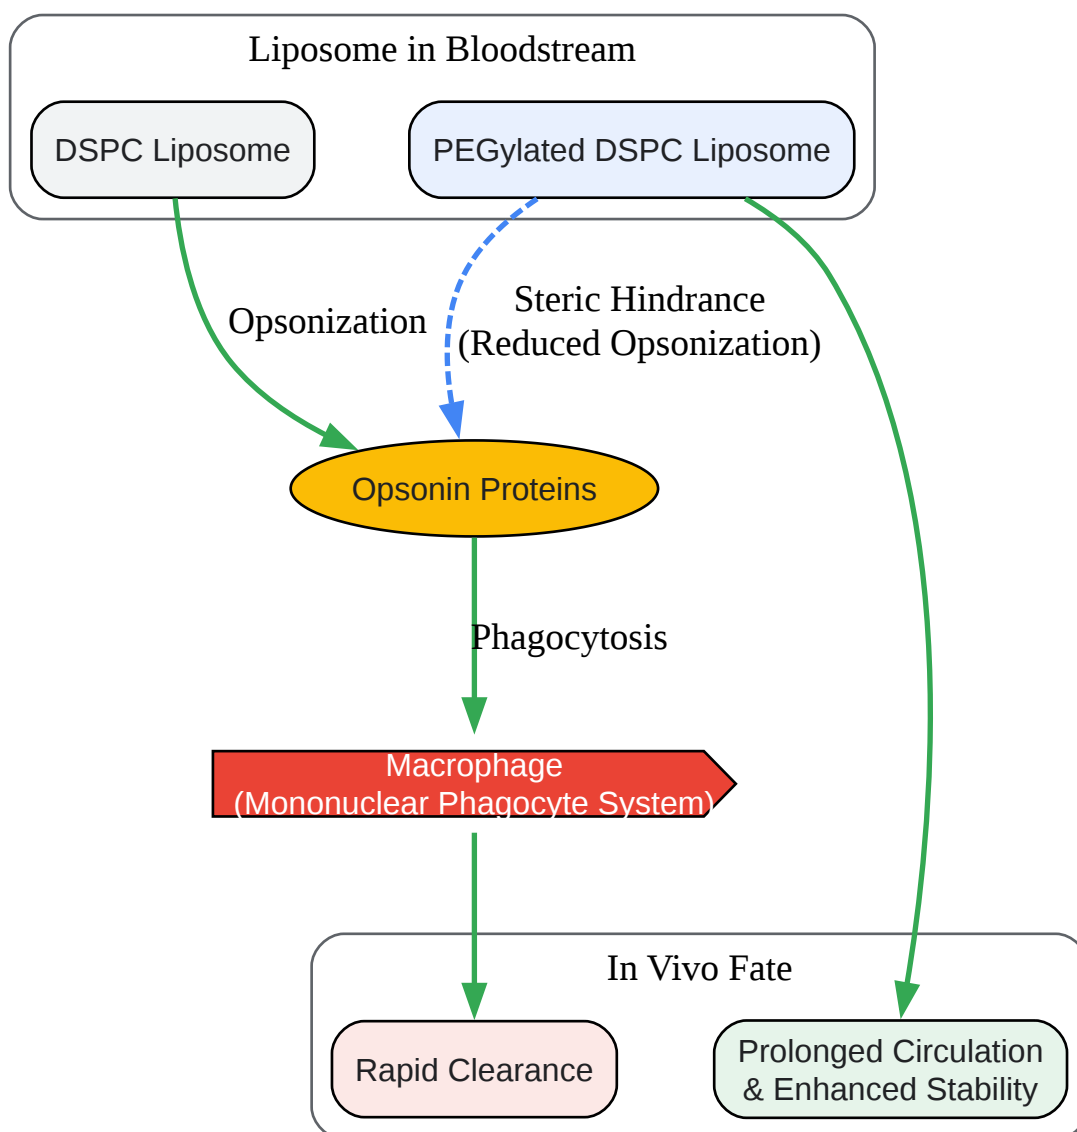 Liposome in Bloodstream
DSPC Liposome
PEGylated DSPC Liposome
Opsonization
Steric Hindrance
(Reduced Opsonization)
Opsonin Proteins
Phagocytosis
Macrophage
(Mononuclear Phagocyte System)
In Vivo Fate
Rapid Clearance
Prolonged Circulation
& Enhanced Stability